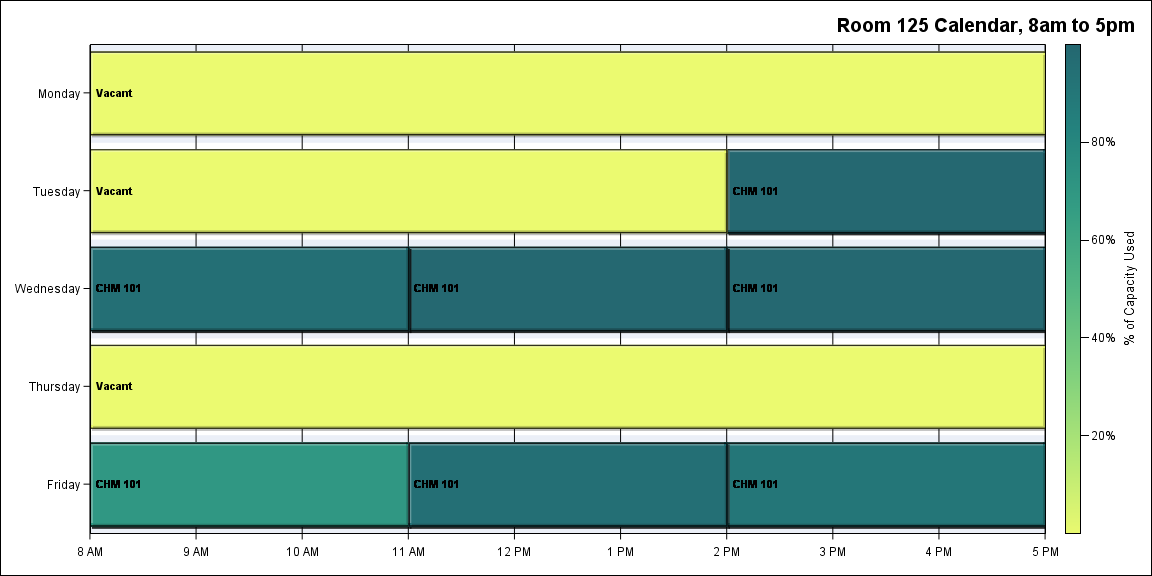 Room 125 Calendar, 8am to 5pm
Monday
Vacant
80%
Tuesday
Vacant
CHM 101
60%
% of Capacity Used
Wednesday
CHM 101
CHM 101
CHM 101
40%
Thursday
Vacant
20%
Friday
CHM 101
CHM 101
CHM 101
8 AM
9 AM
10 AM
11 AM
12 PM
1 PM
2 PM
3 PM
4 PM
5 PM